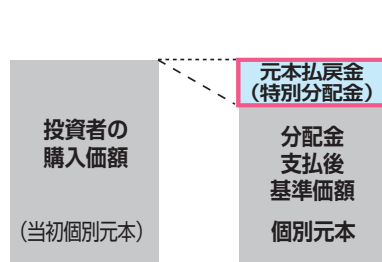 投資者の
購入価額
（当初個別元本）
元本払戻金
（特別分配金）
分配金
支払後
基準価額
個別元本